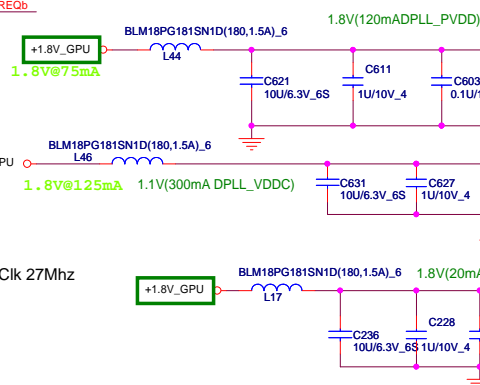 REQb
BLM18PG181SN1D(180,1.5A)_6
1.8V(120mADPLL_PVDD)
+1.8V_GPU
L44
1.8V@75mA
C621
10U/6.3V_6S
C611
1U/10V_4
C603
0.1U/1
BLM18PG181SN1D(180,1.5A)_6
PU
L46
1.8V@125mA
1.1V(300mA DPLL_VDDC)
C631
10U/6.3V_6S
C627
1U/10V_4
Clk 27Mhz
BLM18PG181SN1D(180,1.5A)_6
1.8V(20mA
+1.8V_GPU
L17
C236
10U/6.3V_6S
C228
1U/10V_4